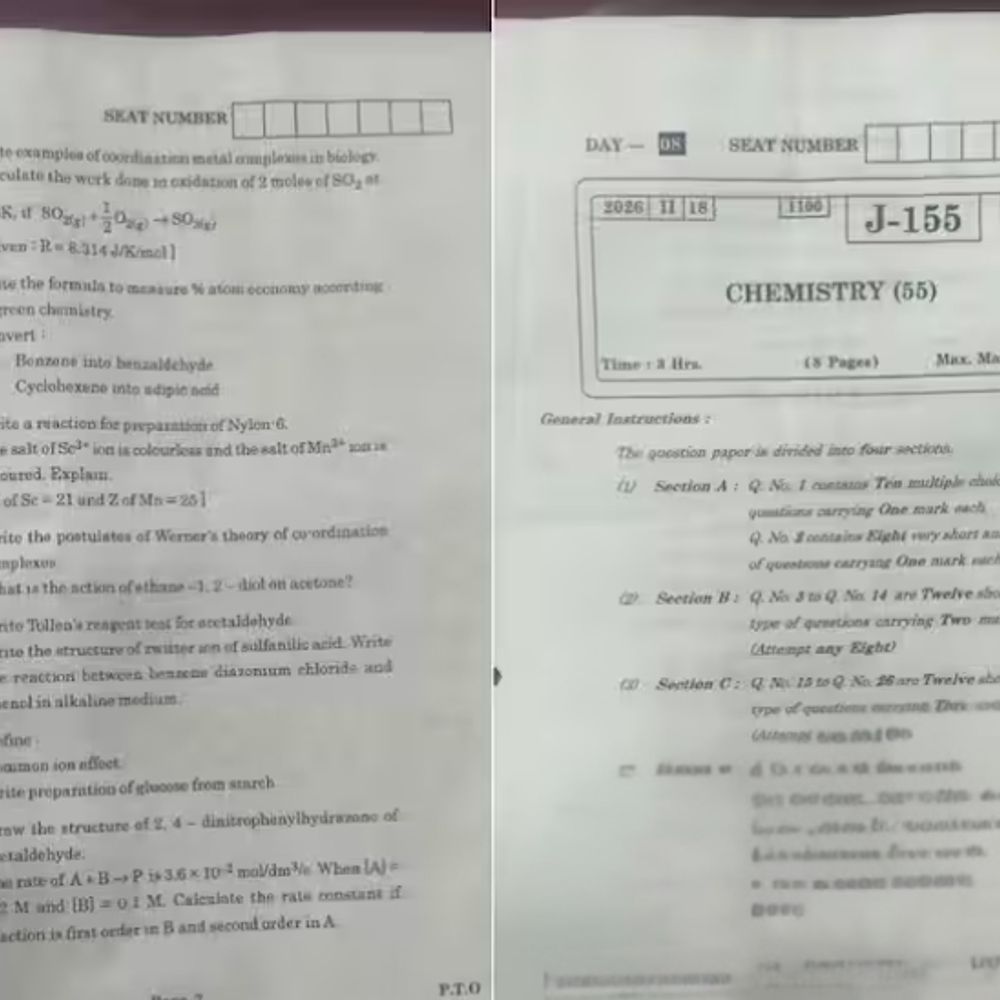 SEAT NUMBER
te examples of coordination metal complexes in biology.
culate the work done in oxidation of 2 moles of SO₂ at
K, if SO₂(g) + 1/2 O₂(g) → SO₃(g)
ven : R = 8.314 J/K/mol]
te the formula to measure % atom economy according
green chemistry.
nvert :
Benzene into benzaldehyde
Cyclohexene into adipic acid
ite a reaction for preparation of Nylon-6.
e salt of Sc³⁺ ion is colourless and the salt of Mn³⁺ ion is
oured. Explain.
of Sc = 21 and Z of Mn = 25]
rite the postulates of Werner's theory of co-ordination
mplexes
hat is the action of ethane –1, 2 – diol on acetone?
rite Tollen's reagent test for acetaldehyde
rite the structure of zwitter ion of sulfanilic acid. Write
e reaction between benzene diazonium chloride and
enol in alkaline medium.
efine :
ommon ion effect.
rite preparation of glucose from starch
raw the structure of 2, 4 – dinitrophenylhydrazone of
etaldehyde.
he rate of A + B → P is 3.6 × 10⁻² mol/dm³/s. When [A] =
2 M and [B] = 0.1 M. Calculate the rate constant if
action is first order in B and second order in A.
P.T.O
DAY — 08 SEAT NUMBER
2026 II 18 1100 J-155
CHEMISTRY (55)
Time : 3 Hrs. (8 Pages) Max. Ma
General Instructions :
The question paper is divided into four sections.
(1) Section A : Q. No. 1 contains Ten multiple choi
questions carrying One mark each.
Q. No. 2 contains Eight very short an
of questions carrying One mark each
(2) Section B : Q. No. 3 to Q. No. 14 are Twelve sho
type of questions carrying Two ma
(Attempt any Eight)
(3) Section C : Q. No. 15 to Q. No. 26 are Twelve sho
type of questions carrying Three
(Attempt